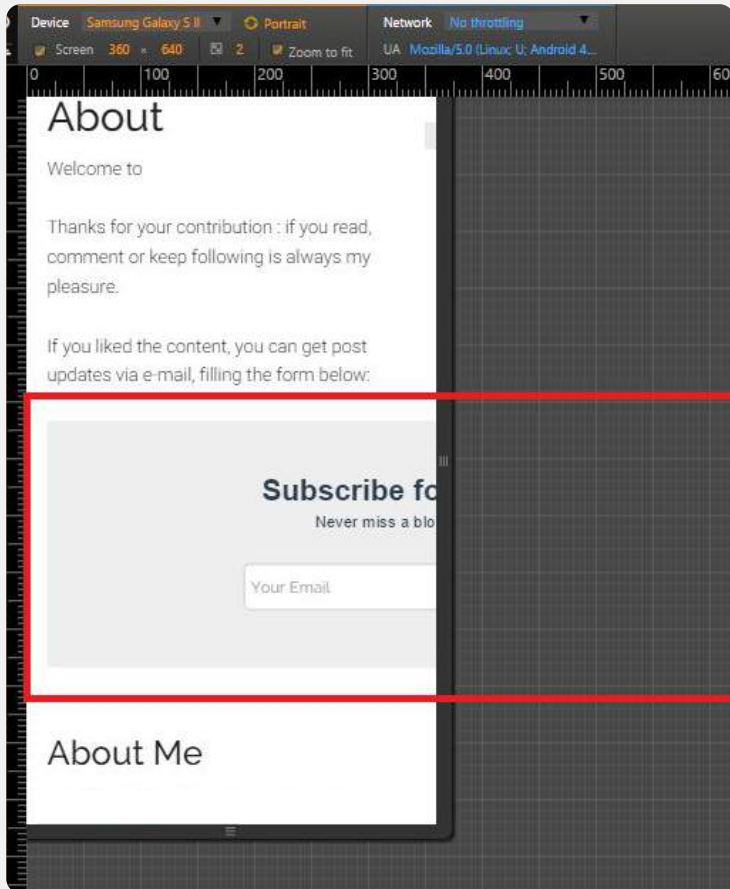 Device Samsung Galaxy S II Portrait Network No throttling
Screen 360 × 640 2 Zoom to fit UA Mozilla/5.0 (Linux; U; Android 4...
0 100 200 300 400 500 60
About
Welcome to
Thanks for your contribution : if you read,
comment or keep following is always my
pleasure.
If you liked the content, you can get post
updates via e-mail, filling the form below:
Subscribe fo
Never miss a blo
Your Email
About Me